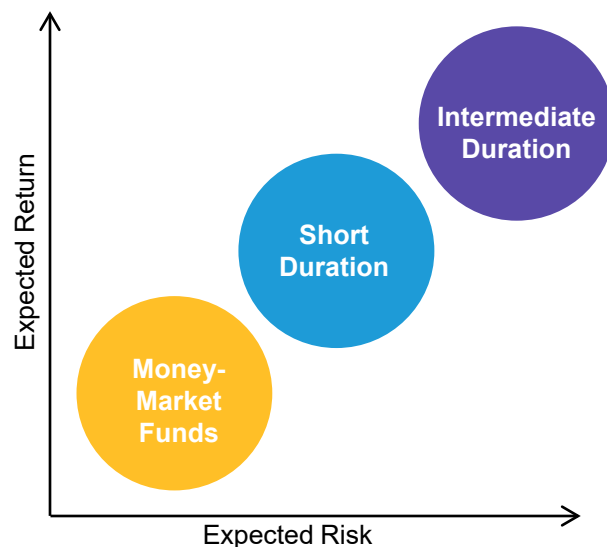 Expected Return
Intermediate
Duration
Short
Duration
Money-
Market
Funds
Expected Risk